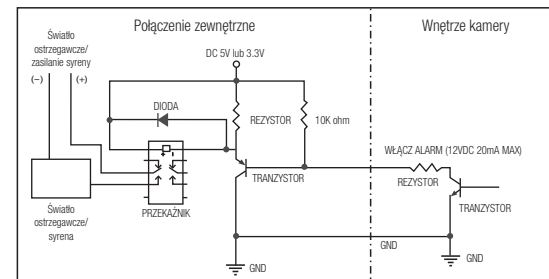 Połączenie zewnętrzne
Wnętrze kamery
Światło
ostrzegawcze/
zasilanie syreny
(−)
(+)
DC 5V lub 3.3V
DIODA
REZYSTOR
10K ohm
+
PRZEKAŹNIK
TRANZYSTOR
WŁĄCZ ALARM (12VDC 20mA MAX)
REZYSTOR
TRANZYSTOR
Światło
ostrzegawcze/
syrena
GND
GND
GND